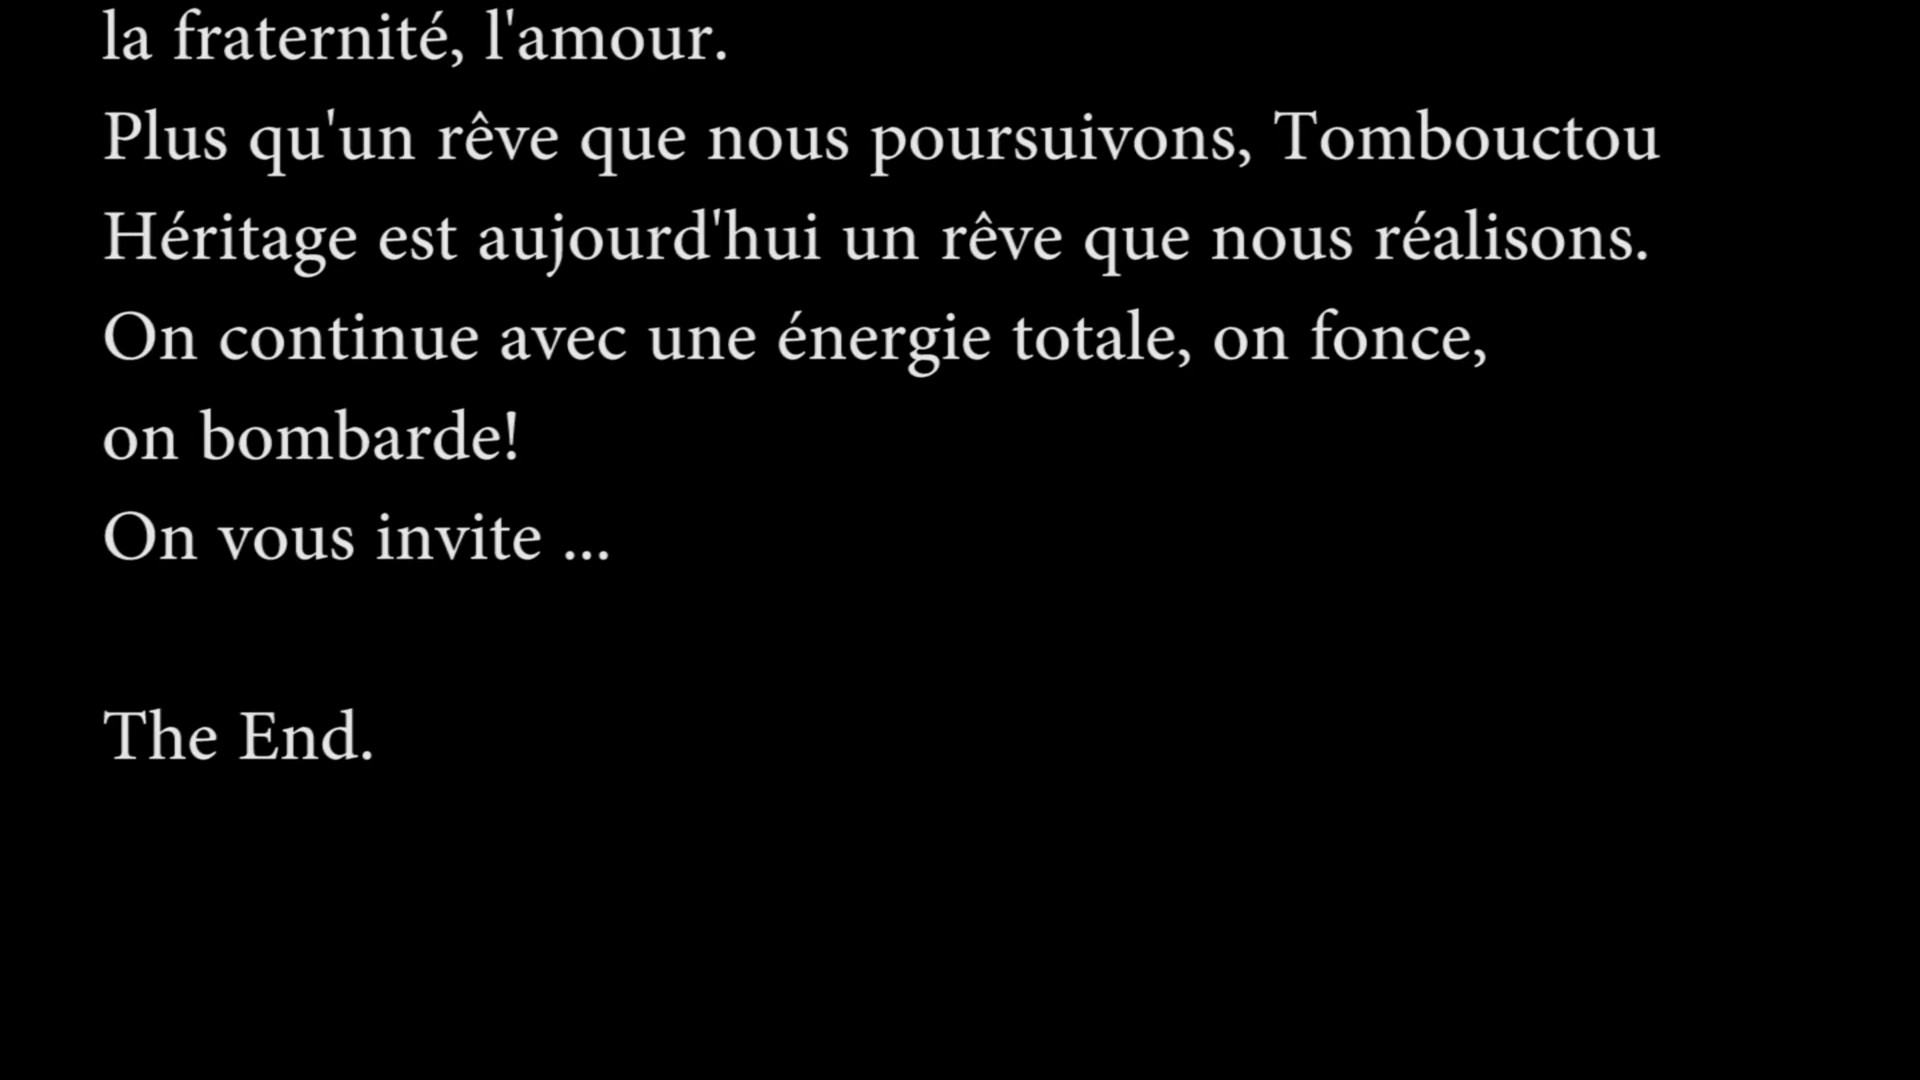 la fraternité, l'amour.
Plus qu'un rêve que nous poursuivons, Tombouctou
Héritage est aujourd'hui un rêve que nous réalisons.
On continue avec une énergie totale, on fonce,
on bombarde!
On vous invite ...
The End.